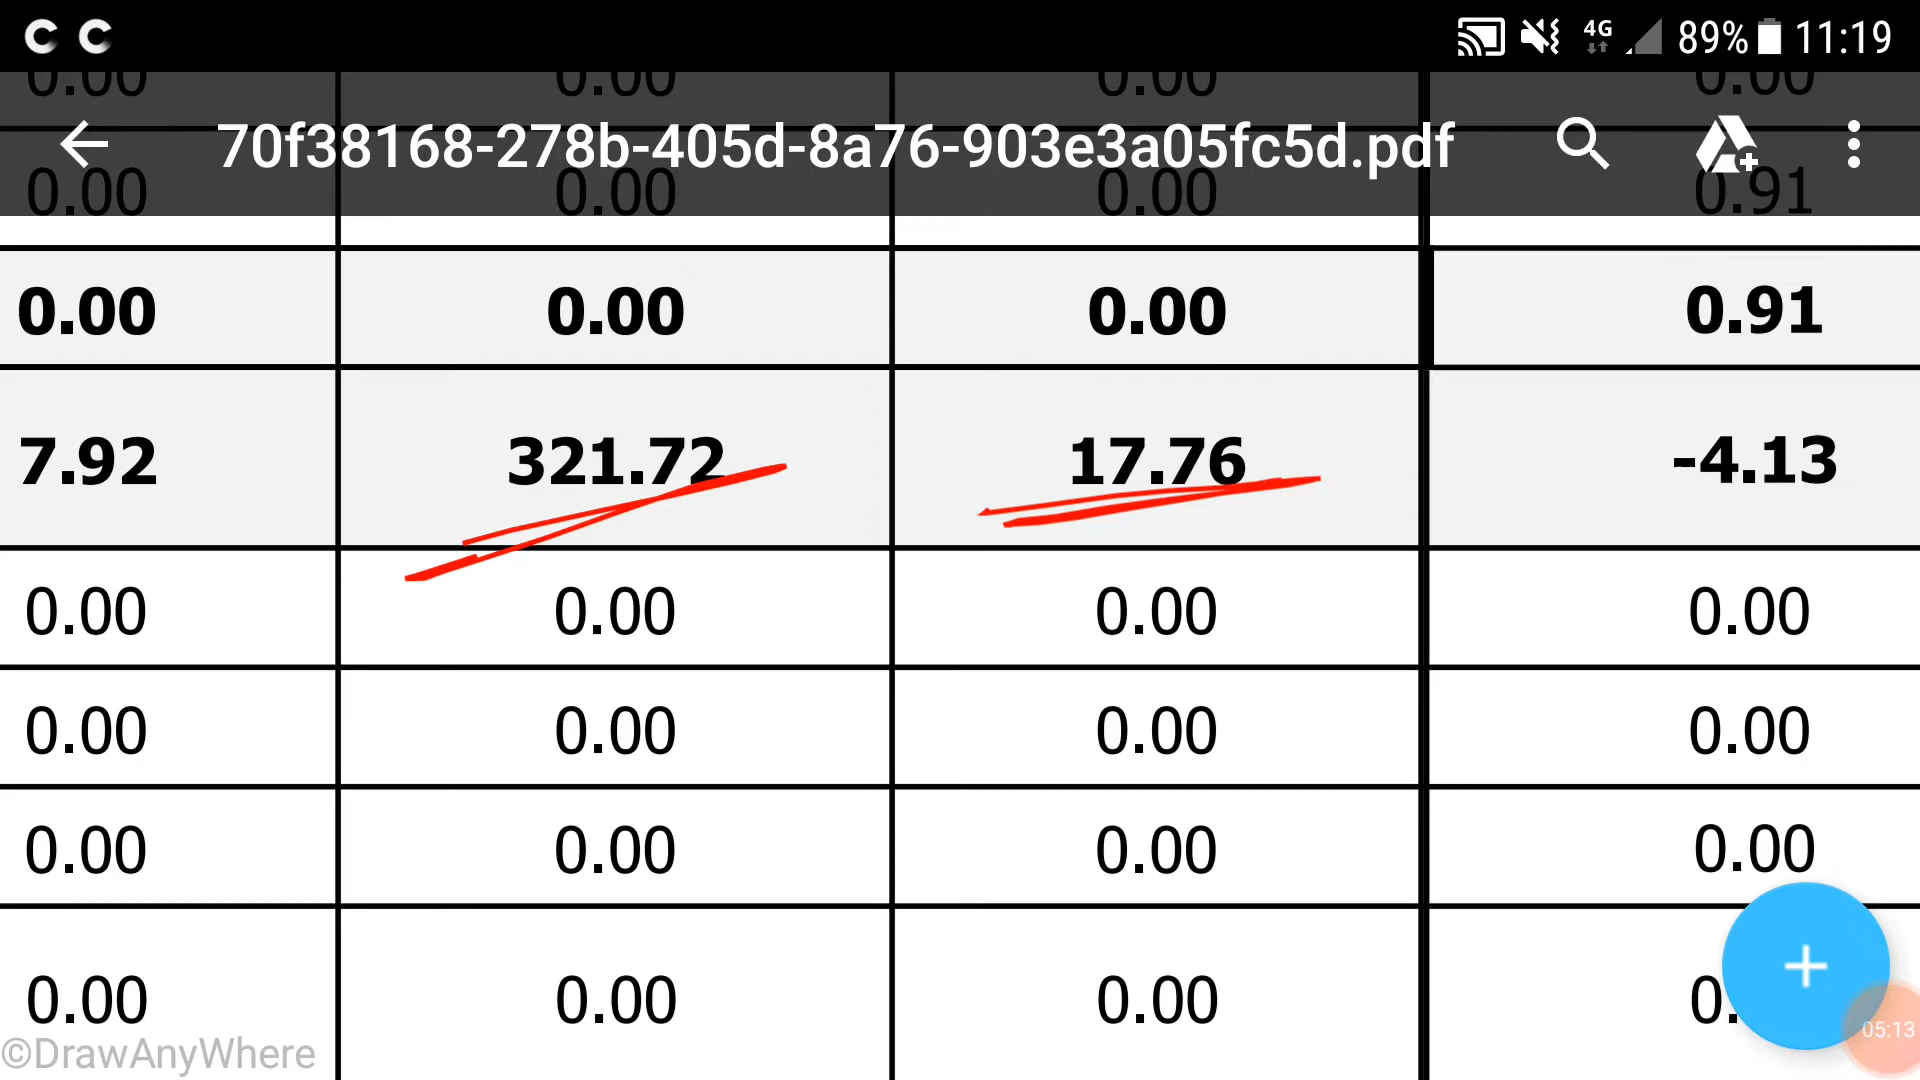 C C 4G 89% 11:19
0.00 0.00 0.00 0.00
70f38168-278b-405d-8a76-903e3a05fc5d.pdf
0.00 0.00 0.00 0.91
0.00 0.00 0.00 0.91
7.92 321.72 17.76 -4.13
0.00 0.00 0.00 0.00
0.00 0.00 0.00 0.00
0.00 0.00 0.00 0.00
0.00 0.00 0.00 0.
05:13
©DrawAnyWhere